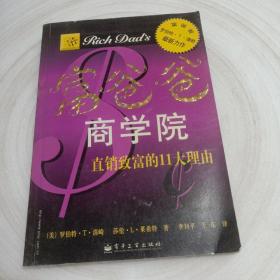 Rich Dad's
富爸爸
商学院
直销致富的11大理由
(美) 罗伯特·T·清崎 莎伦·L·莱希特 著
电子工业出版社